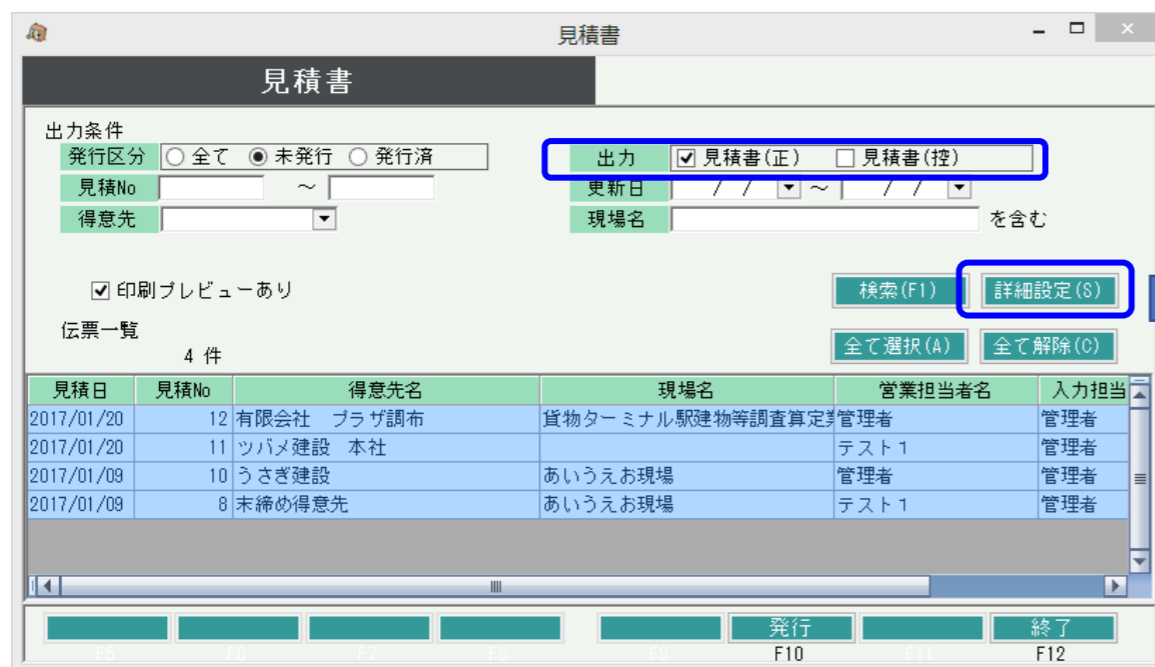 見積書
見積書
出力条件
発行区分 全て 未発行 発行済 出力 見積書(正) 見積書(控)
見積No ～ 更新日 / / ～ / /
得意先 現場名 を含む
印刷プレビューあり 検索(F1) 詳細設定(S)
伝票一覧
4 件 全て選択(A) 全て解除(C)
見積日 見積No 得意先名 現場名 営業担当者名 入力担当
2017/01/20 12 有限会社　プラザ調布 貨物ターミナル駅建物等調査算定 管理者 管理者
2017/01/20 11 ツバメ建設　本社 テスト1 管理者
2017/01/09 10 うさぎ建設 あいうえお現場 管理者 管理者
2017/01/09 8 末締め得意先 あいうえお現場 テスト1 管理者
発行 終了
F5 F6 F7 F8 F9 F10 F11 F12